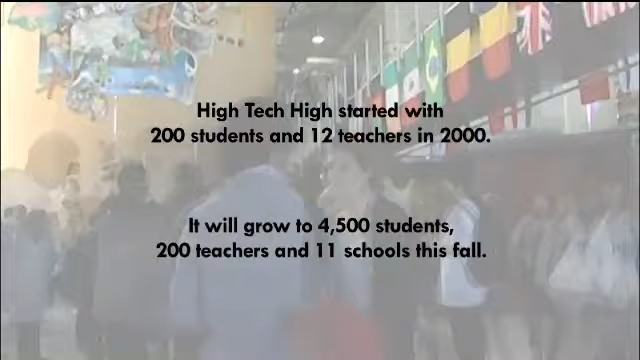 High Tech High started with
200 students and 12 teachers in 2000.
It will grow to 4,500 students,
200 teachers and 11 schools this fall.